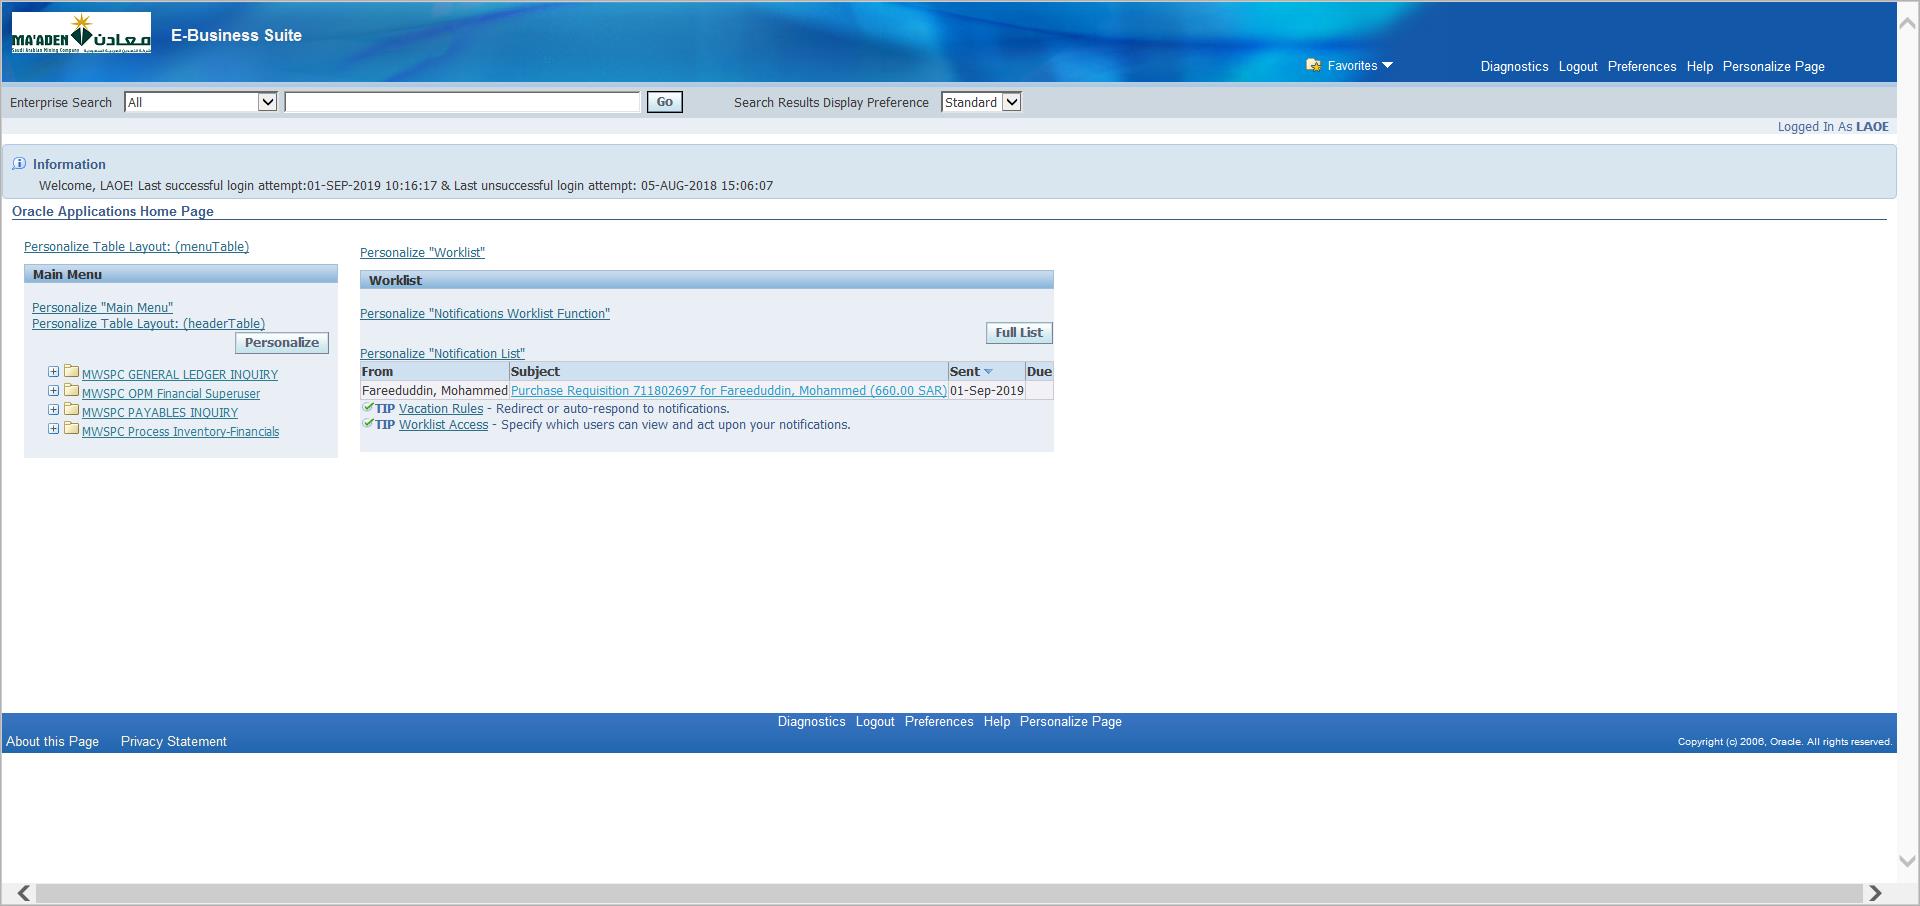 MA'ADEN معادن
Saudi Arabian Mining Company شركة التعدين العربية السعودية
E-Business Suite
Favorites
Diagnostics Logout Preferences Help Personalize Page
Enterprise Search All Go Search Results Display Preference Standard
Logged In As LAOE
Information
Welcome, LAOE! Last successful login attempt:01-SEP-2019 10:16:17 & Last unsuccessful login attempt: 05-AUG-2018 15:06:07
Oracle Applications Home Page
Personalize Table Layout: (menuTable)
Main Menu
Personalize "Main Menu"
Personalize Table Layout: (headerTable)
Personalize
MWSPC GENERAL LEDGER INQUIRY
MWSPC OPM Financial Superuser
MWSPC PAYABLES INQUIRY
MWSPC Process Inventory-Financials
Personalize "Worklist"
Worklist
Personalize "Notifications Worklist Function"
Full List
Personalize "Notification List"
From Subject Sent Due
Fareeduddin, Mohammed Purchase Requisition 711802697 for Fareeduddin, Mohammed (660.00 SAR) 01-Sep-2019
TIP Vacation Rules - Redirect or auto-respond to notifications.
TIP Worklist Access - Specify which users can view and act upon your notifications.
Diagnostics Logout Preferences Help Personalize Page
About this Page Privacy Statement
Copyright (c) 2006, Oracle. All rights reserved.